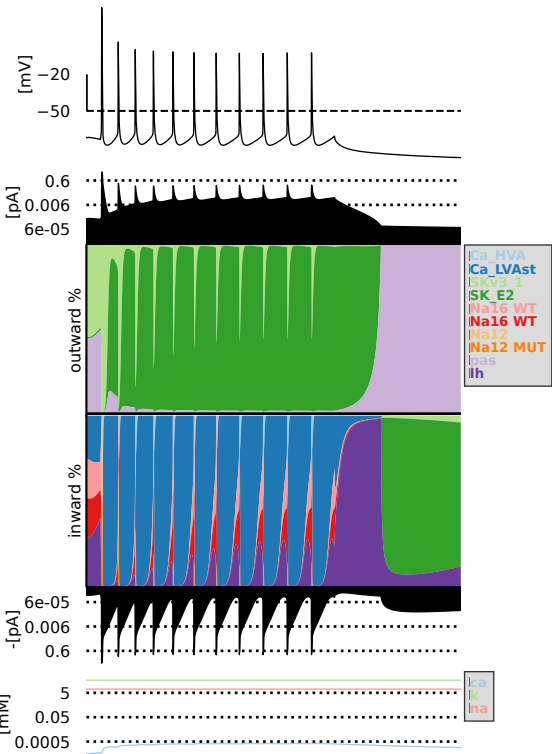 [mV]
−20
−50
[pA]
0.6
0.006
6e-05
outward %
Ca_HVA
Ca_LVAst
SKv3_1
SK_E2
Na16 WT
Na16 WT
Na12
Na12 MUT
pas
Ih
inward %
-[pA]
6e-05
0.006
0.6
[mM]
5
0.05
0.0005
ca
k
na